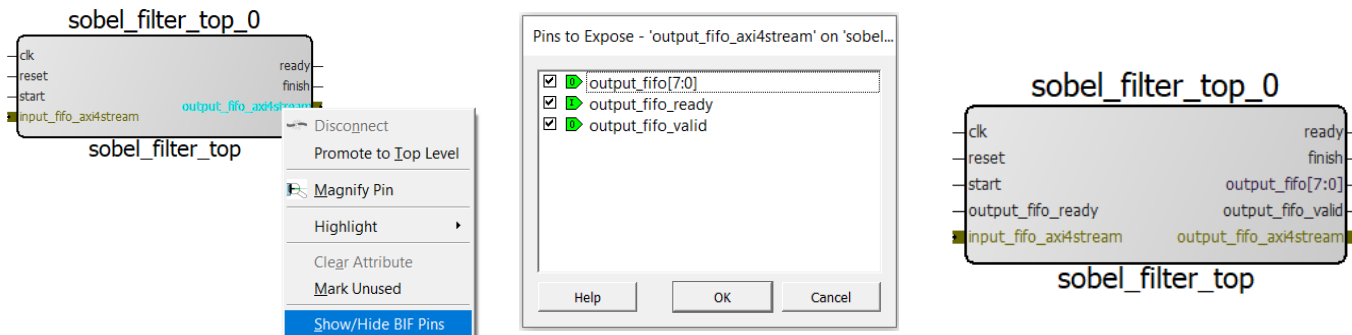 sobel_filter_top_0
clk
reset
start
input_fifo_axi4stream
ready
finish
output_fifo_axi4stream
sobel_filter_top
Disconnect
Promote to Top Level
Magnify Pin
Highlight
Clear Attribute
Mark Unused
Show/Hide BIF Pins
Pins to Expose - 'output_fifo_axi4stream' on 'sobel...
output_fifo[7:0]
output_fifo_ready
output_fifo_valid
Help
OK
Cancel
sobel_filter_top_0
clk
reset
start
output_fifo_ready
input_fifo_axi4stream
ready
finish
output_fifo[7:0]
output_fifo_valid
output_fifo_axi4stream
sobel_filter_top